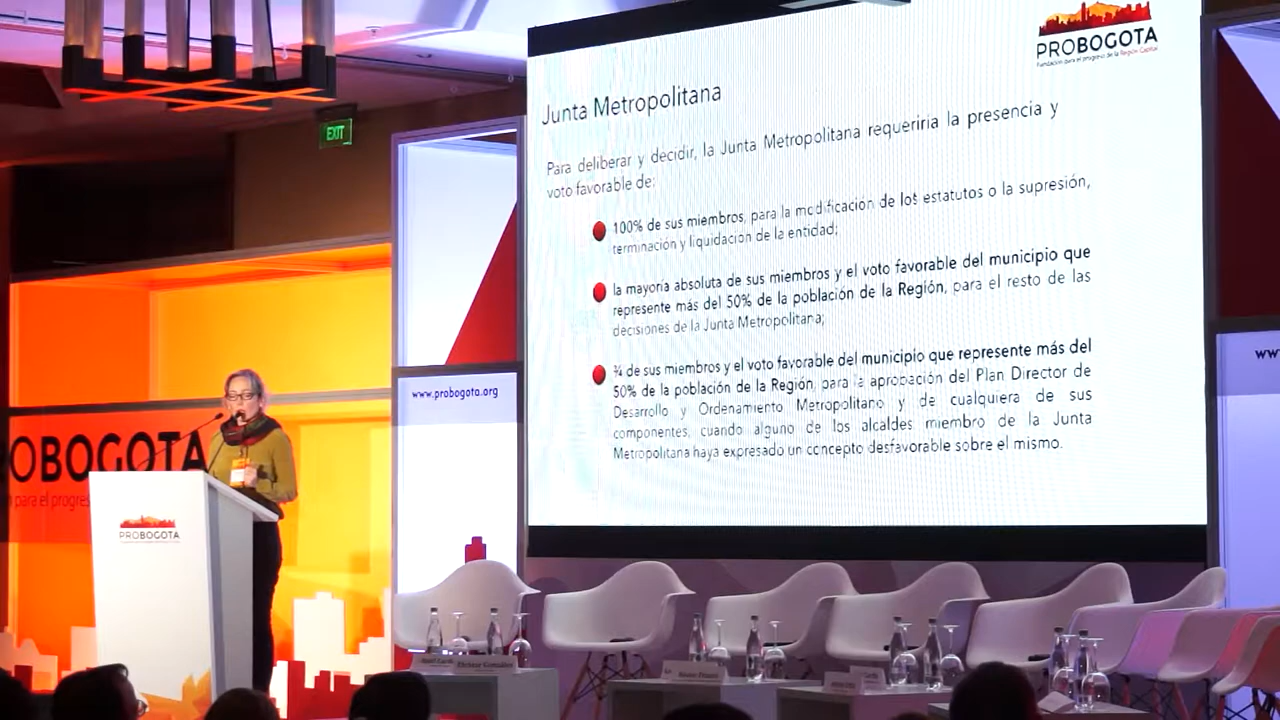 PROBOGOTA
Fundación para el progreso de la Región Capital
Junta Metropolitana
Para deliberar y decidir, la Junta Metropolitana requeriría la presencia y
voto favorable de:
100% de sus miembros, para la modificación de los estatutos o la supresión,
terminación y liquidación de la entidad;
la mayoría absoluta de sus miembros y el voto favorable del municipio que
represente más del 50% de la población de la Región, para el resto de las
decisiones de la Junta Metropolitana;
¾ de sus miembros y el voto favorable del municipio que represente más del
50% de la población de la Región, para la aprobación del Plan Director de
Desarrollo y Ordenamiento Metropolitano y de cualquiera de sus
componentes, cuando alguno de los alcaldes miembro de la Junta
Metropolitana haya expresado un concepto desfavorable sobre el mismo.
EXIT
www.probogota.org
ww
OBOGOTA
para el progres
PROBOGOTA